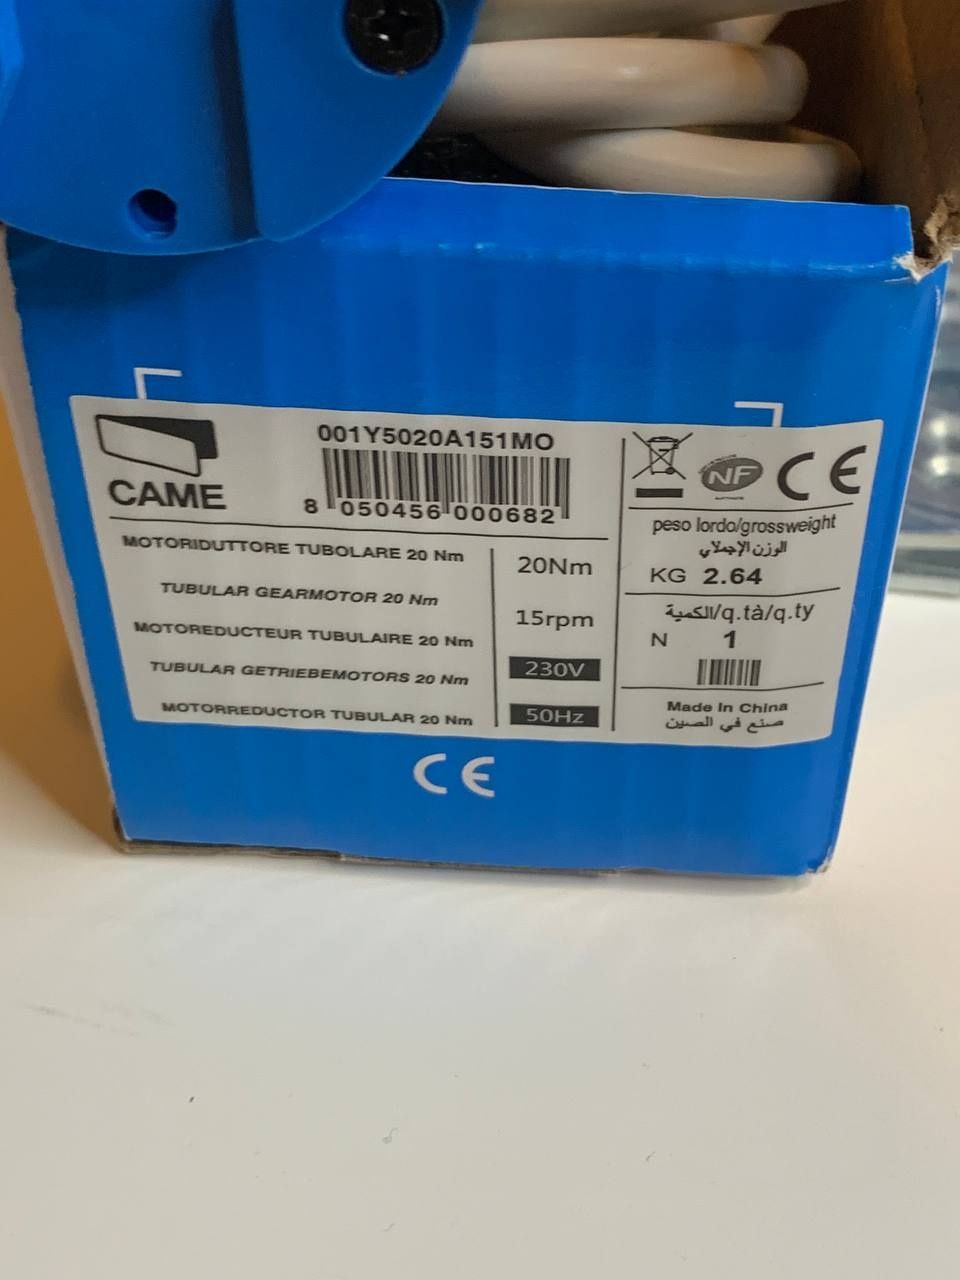 CAME
001Y5020A151MO
8 050456 000682
MOTORIDUTTORE TUBOLARE 20 Nm
TUBULAR GEARMOTOR 20 Nm
MOTOREDUCTEUR TUBULAIRE 20 Nm
TUBULAR GETRIEBEMOTORS 20 Nm
MOTORREDUCTOR TUBULAR 20 Nm
20Nm
15rpm
230V
50Hz
NF
CE
peso lordo/grossweight
الوزن الإجمالي
KG 2.64
الكمية/q.tà/q.ty
N 1
Made In China
صنع في الصين
CE